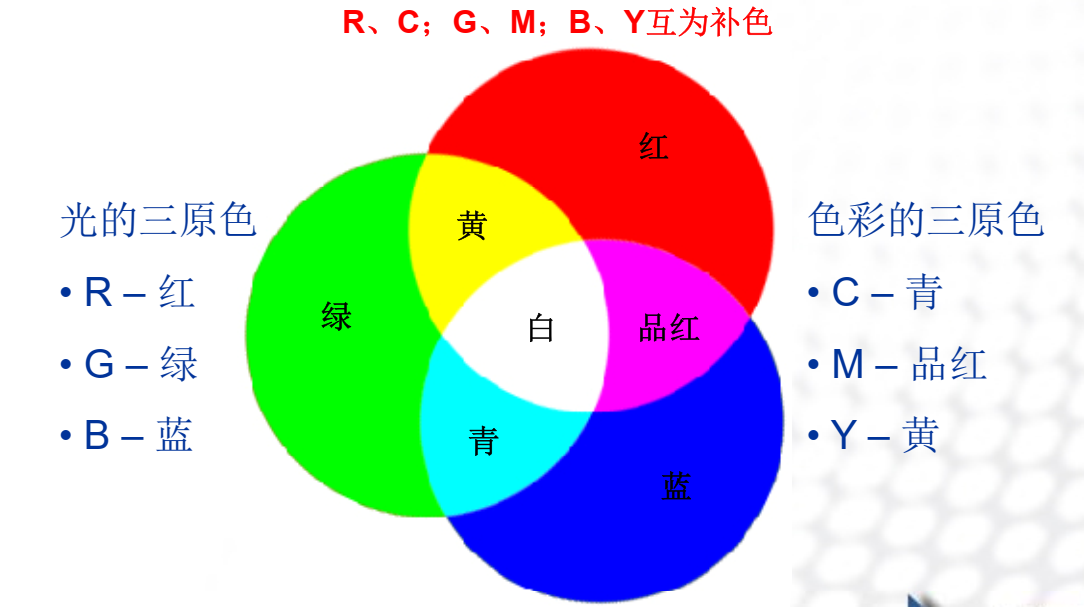 R、C；G、M；B、Y互为补色
光的三原色
• R – 红
• G – 绿
• B – 蓝
红
黄
绿
白
品红
青
蓝
色彩的三原色
• C – 青
• M – 品红
• Y – 黄